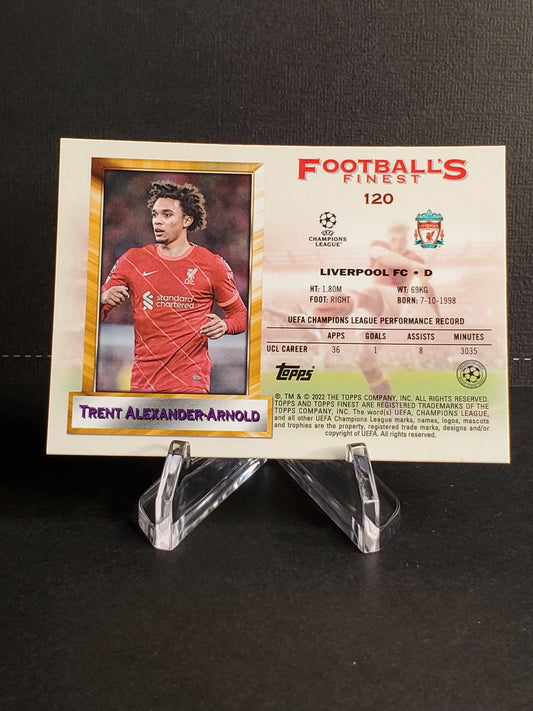 FOOTBALL'S
FINEST
120
UEFA
CHAMPIONS
LEAGUE
LIVERPOOL FC • D
HT: 1.80M WT: 69KG
FOOT: RIGHT BORN: 7-10-1998
UEFA CHAMPIONS LEAGUE PERFORMANCE RECORD
APPS GOALS ASSISTS MINUTES
UCL CAREER 36 1 8 3035
Topps
®, TM & © 2022 THE TOPPS COMPANY, INC. ALL RIGHTS RESERVED.
TOPPS AND TOPPS FINEST ARE REGISTERED TRADEMARKS OF THE
TOPPS COMPANY, INC. The word(s) UEFA, CHAMPIONS LEAGUE,
and all other UEFA Champions League marks, names, logos, mascots
and trophies are the property, registered trade marks, designs and/or
copyright of UEFA. All rights reserved.
standard
chartered
TRENT ALEXANDER-ARNOLD